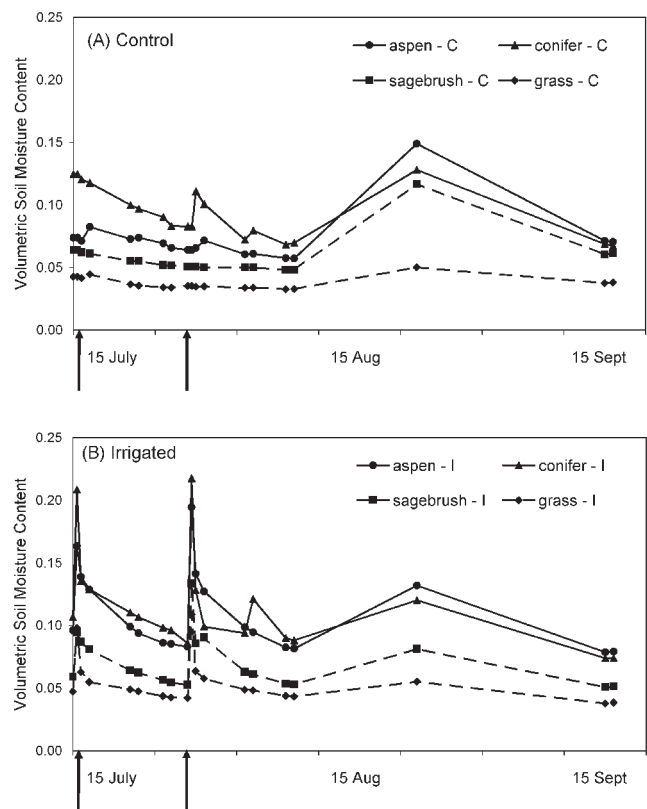 (A) Control
aspen - C
conifer - C
sagebrush - C
grass - C
Volumetric Soil Moisture Content
0.25
0.20
0.15
0.10
0.05
0.00
15 July
15 Aug
15 Sept
(B) Irrigated
aspen - I
conifer - I
sagebrush - I
grass - I
Volumetric Soil Moisture Content
0.25
0.20
0.15
0.10
0.05
0.00
15 July
15 Aug
15 Sept